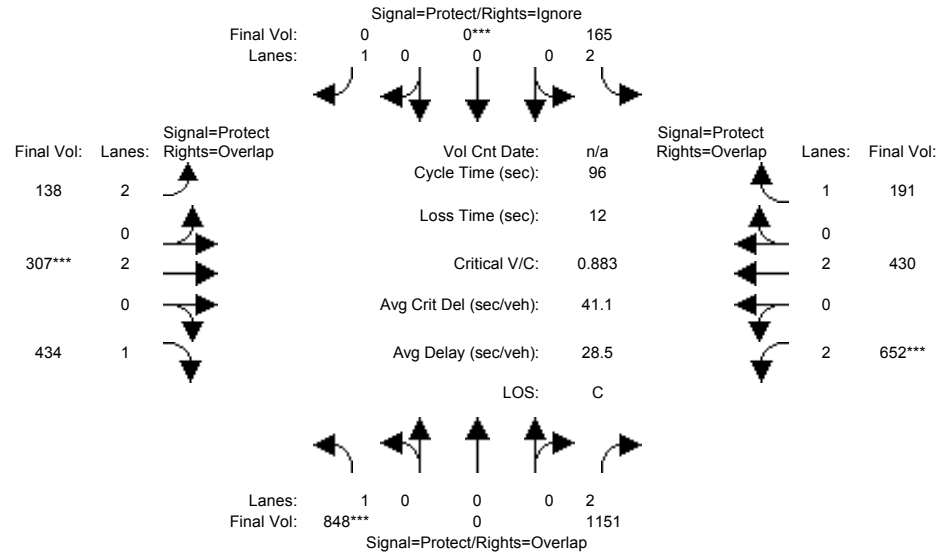 Signal=Protect/Rights=Ignore
Final Vol: 0 0*** 165
Lanes: 1 0 0 0 2
Signal=Protect Signal=Protect
Final Vol: Lanes: Rights=Overlap Vol Cnt Date: n/a Rights=Overlap Lanes: Final Vol:
Cycle Time (sec): 96
138 2 1 191
Loss Time (sec): 12
0 0
307*** 2 Critical V/C: 0.883 2 430
0 Avg Crit Del (sec/veh): 41.1 0
434 1 Avg Delay (sec/veh): 28.5 2 652***
LOS: C
Lanes: 1 0 0 0 2
Final Vol: 848*** 0 1151
Signal=Protect/Rights=Overlap